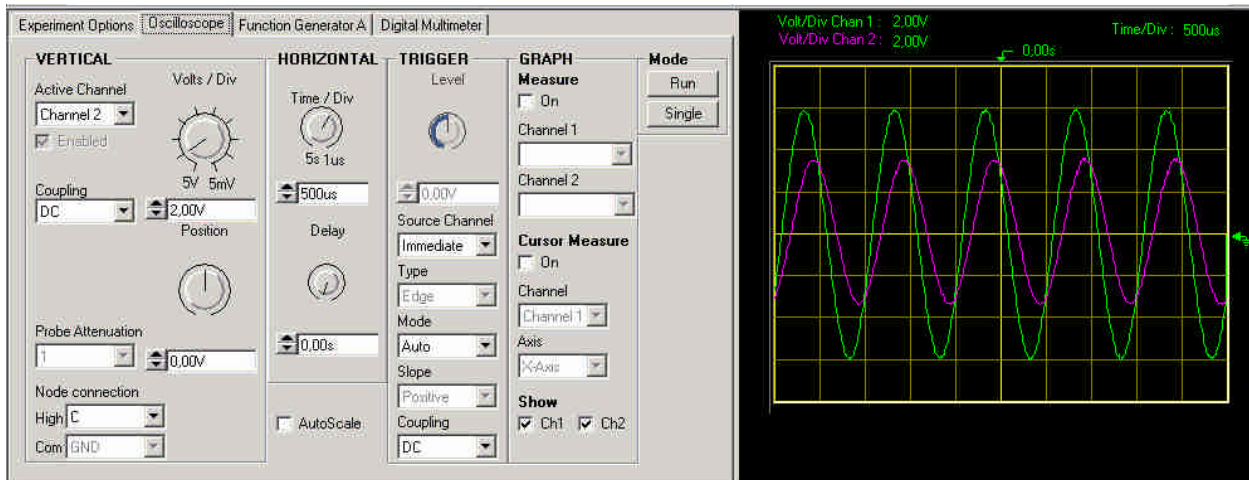 Experiment Options
Oscilloscope
Function Generator A
Digital Multimeter
VERTICAL
Active Channel
Channel 2
Enabled
Coupling
DC
Volts / Div
5V 5mV
2,00V
Position
Probe Attenuation
1
0,00V
Node connection
High C
Com GND
HORIZONTAL
Time / Div
5s 1us
500us
Delay
0,00s
AutoScale
TRIGGER
Level
0,00V
Source Channel
Immediate
Type
Edge
Mode
Auto
Slope
Positive
Coupling
DC
GRAPH
Measure
On
Channel 1
Channel 2
Cursor Measure
On
Channel
Channel 1
Axis
X-Axis
Show
Ch1 Ch2
Mode
Run
Single
Volt/Div Chan 1 : 2,00V
Volt/Div Chan 2 : 2,00V
Time/Div : 500us
0,00s